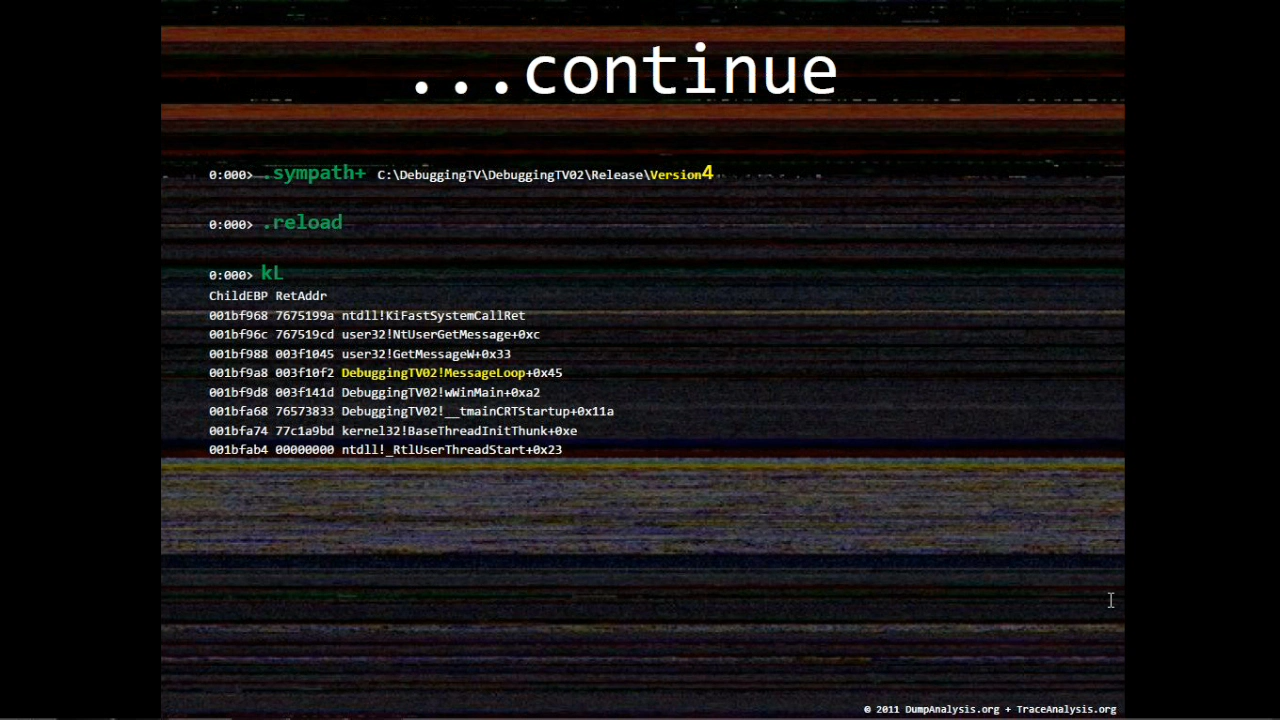 ...continue
0:000> .sympath+ C:\DebuggingTV\DebuggingTV02\Release\Version4
0:000> .reload
0:000> kL
ChildEBP RetAddr
001bf968 7675199a ntdll!KiFastSystemCallRet
001bf96c 767519cd user32!NtUserGetMessage+0xc
001bf988 003f1045 user32!GetMessageW+0x33
001bf9a8 003f10f2 DebuggingTV02!MessageLoop+0x45
001bf9d8 003f141d DebuggingTV02!wWinMain+0xa2
001bfa68 76573833 DebuggingTV02!__tmainCRTStartup+0x11a
001bfa74 77c1a9bd kernel32!BaseThreadInitThunk+0xe
001bfab4 00000000 ntdll!_RtlUserThreadStart+0x23
© 2011 DumpAnalysis.org + TraceAnalysis.org